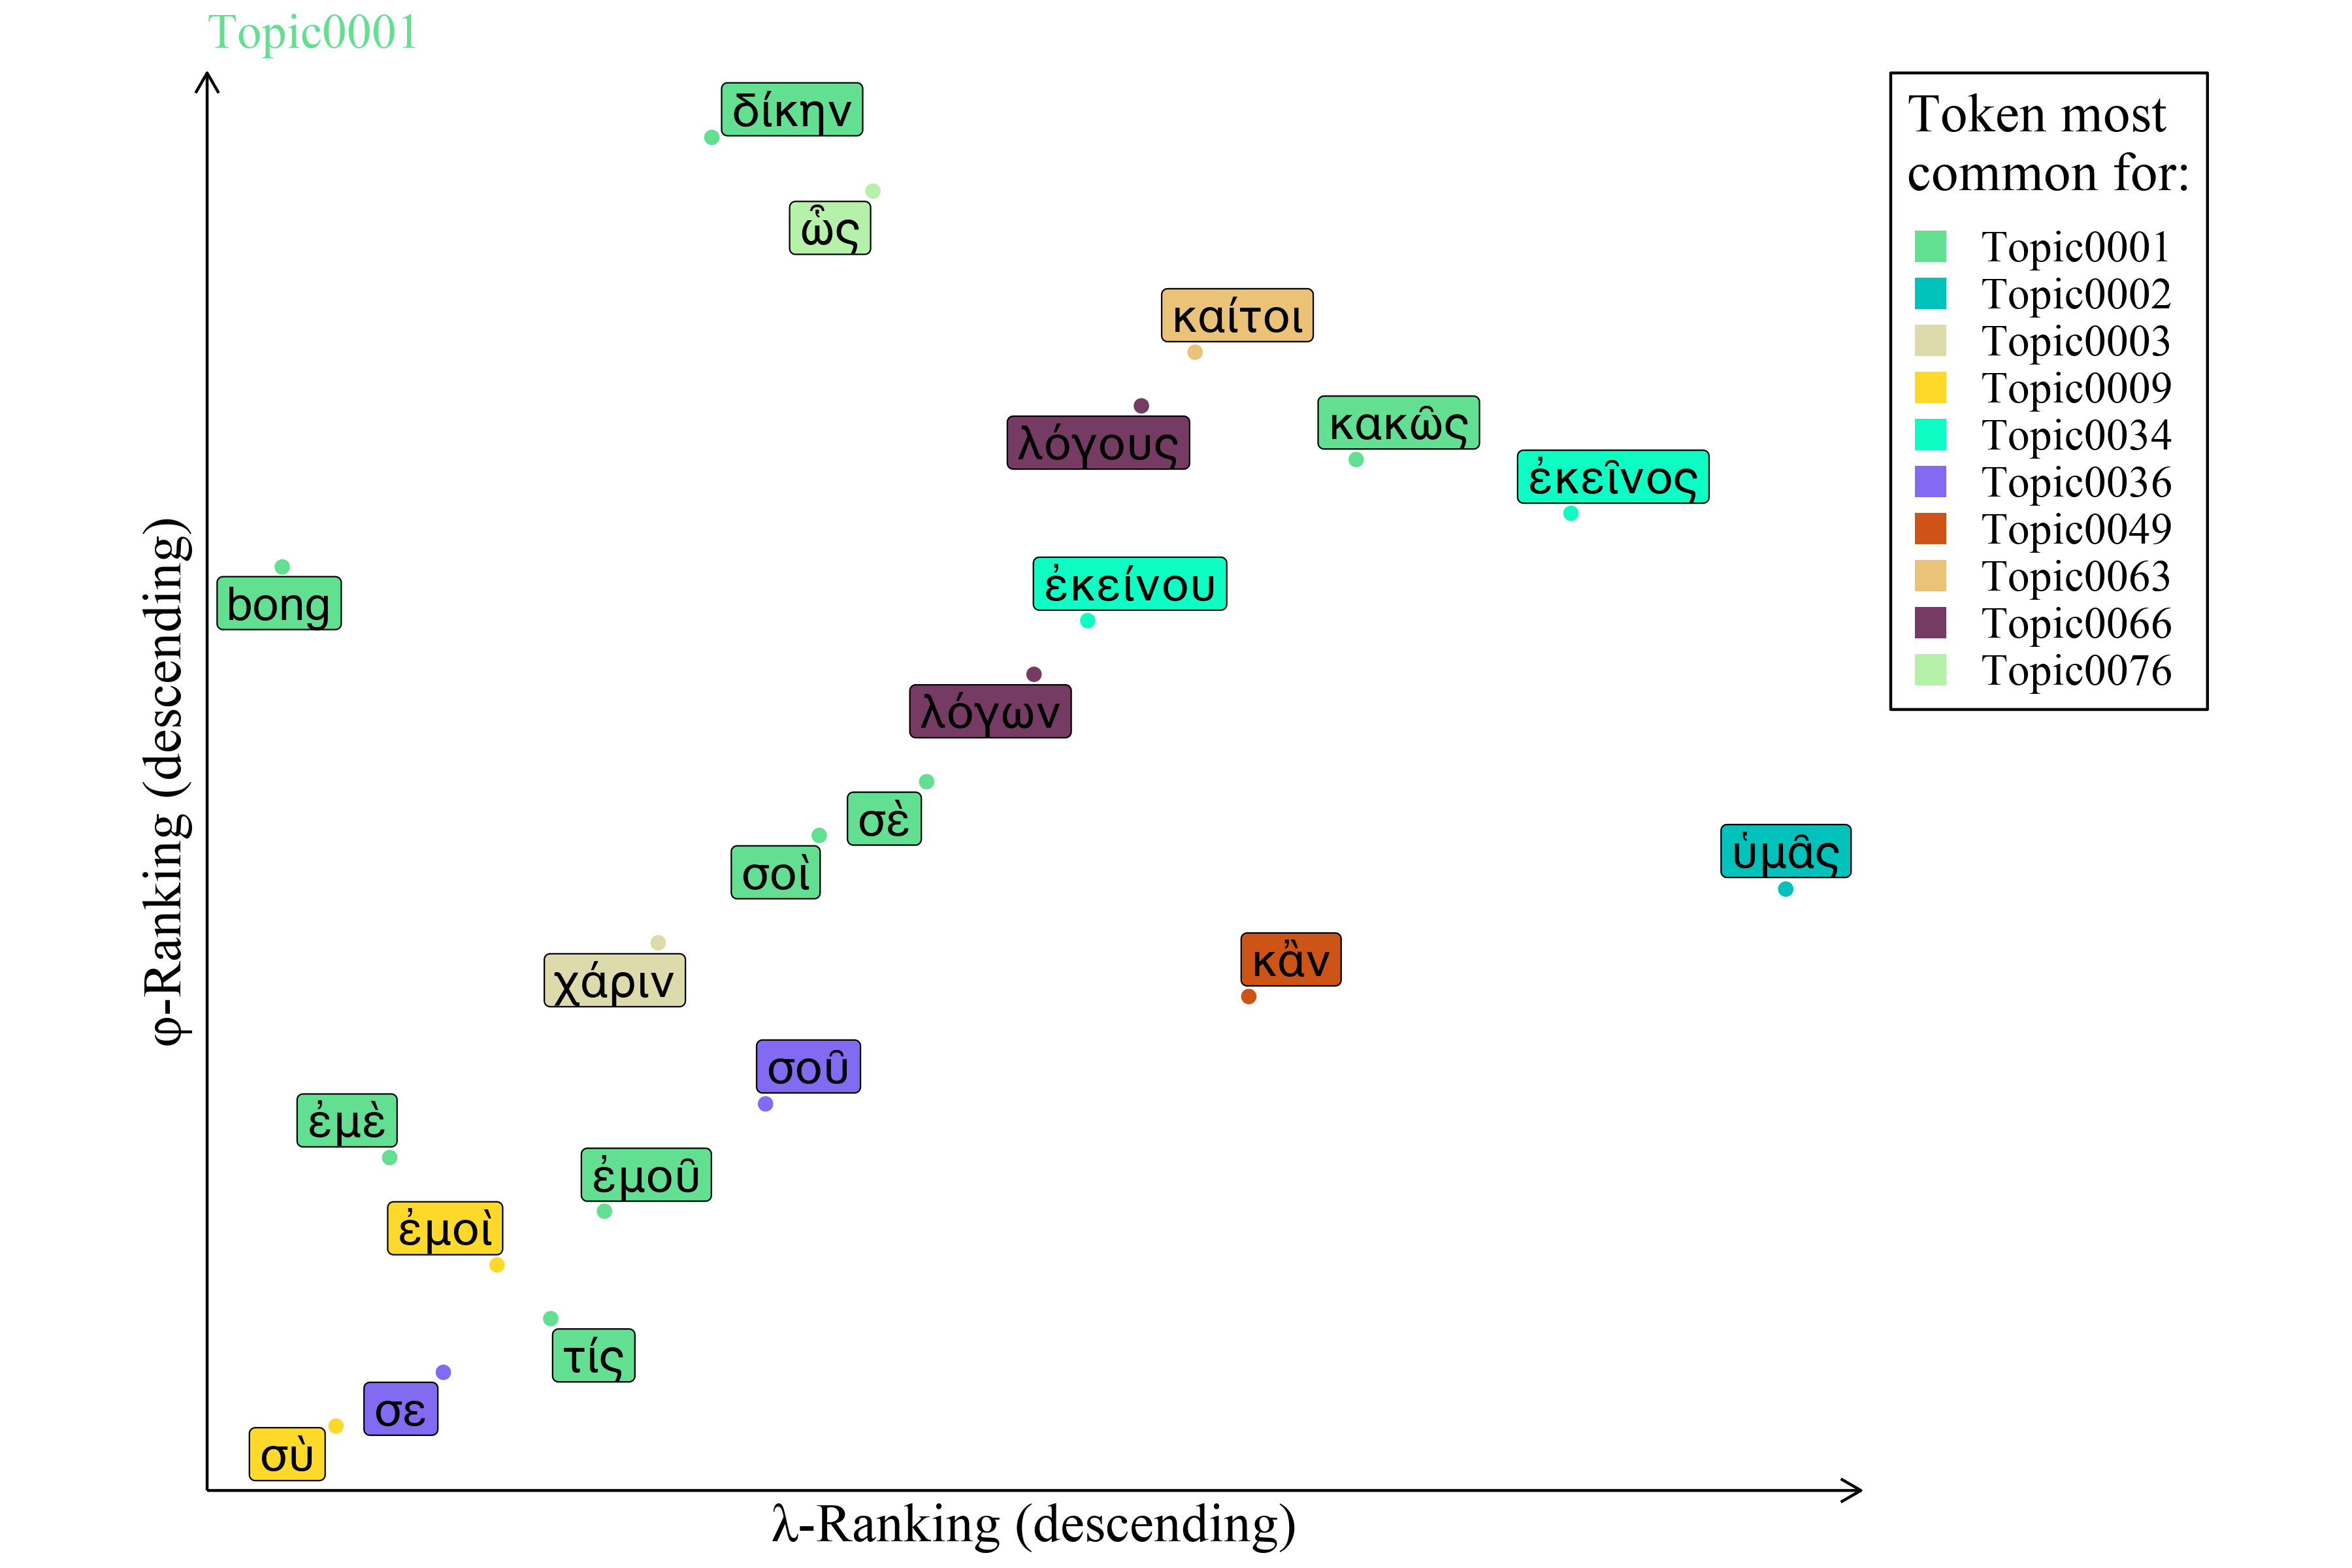 Topic0001
δίκην
ὧς
καίτοι
κακῶς
λόγους
ἐκεῖνος
ἐκείνου
bong
λόγων
σὲ
σοὶ
ὑμᾶς
χάριν
κἂν
σοῦ
ἐμὲ
ἐμοῦ
ἐμοὶ
τίς
σε
σὺ
φ-Ranking (descending)
λ-Ranking (descending)
Token most
common for:
Topic0001
Topic0002
Topic0003
Topic0009
Topic0034
Topic0036
Topic0049
Topic0063
Topic0066
Topic0076